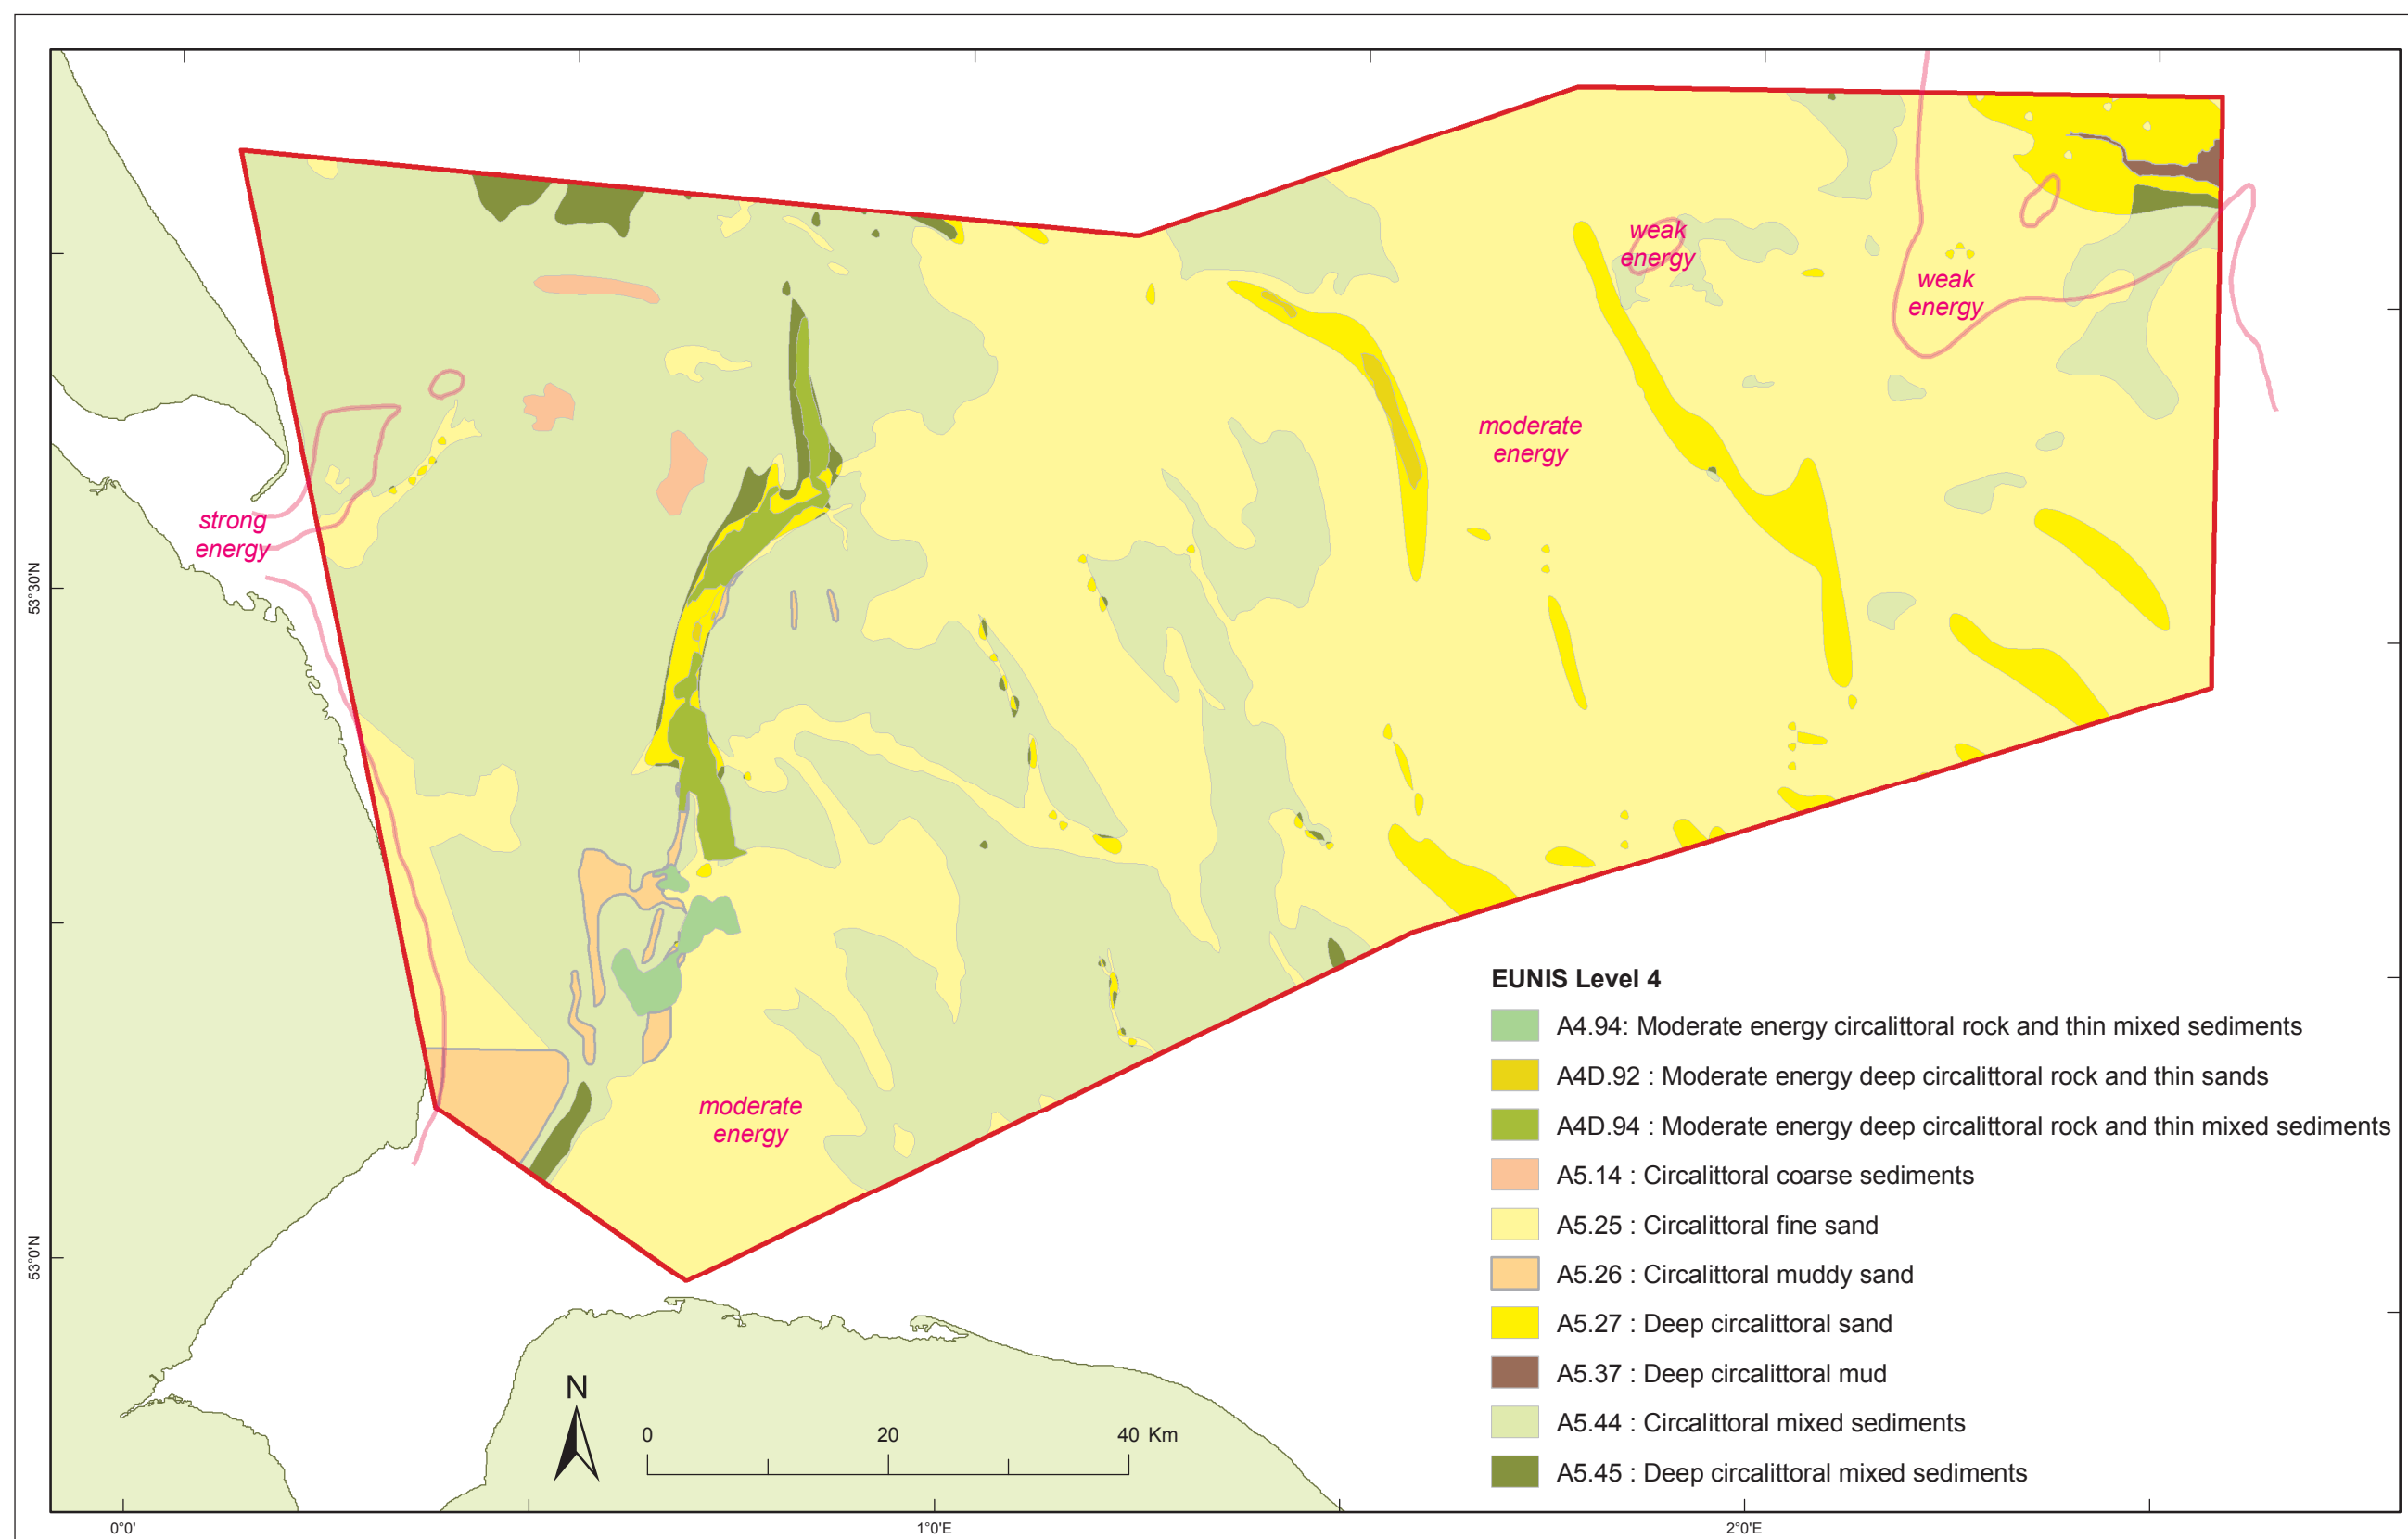 weak
energy
weak
energy
moderate
energy
strong
energy
53°30'N
EUNIS Level 4
A4.94: Moderate energy circalittoral rock and thin mixed sediments
A4D.92 : Moderate energy deep circalittoral rock and thin sands
A4D.94 : Moderate energy deep circalittoral rock and thin mixed sediments
A5.14 : Circalittoral coarse sediments
A5.25 : Circalittoral fine sand
A5.26 : Circalittoral muddy sand
A5.27 : Deep circalittoral sand
A5.37 : Deep circalittoral mud
A5.44 : Circalittoral mixed sediments
A5.45 : Deep circalittoral mixed sediments
moderate
energy
53°0'N
N
0 20 40 Km
0°0' 1°0'E 2°0'E